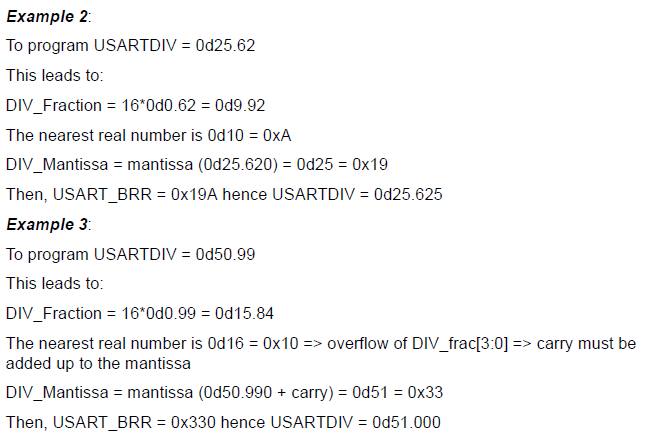 Example 2:
To program USARTDIV = 0d25.62
This leads to:
DIV_Fraction = 16*0d0.62 = 0d9.92
The nearest real number is 0d10 = 0xA
DIV_Mantissa = mantissa (0d25.620) = 0d25 = 0x19
Then, USART_BRR = 0x19A hence USARTDIV = 0d25.625
Example 3:
To program USARTDIV = 0d50.99
This leads to:
DIV_Fraction = 16*0d0.99 = 0d15.84
The nearest real number is 0d16 = 0x10 => overflow of DIV_frac[3:0] => carry must be
added up to the mantissa
DIV_Mantissa = mantissa (0d50.990 + carry) = 0d51 = 0x33
Then, USART_BRR = 0x330 hence USARTDIV = 0d51.000